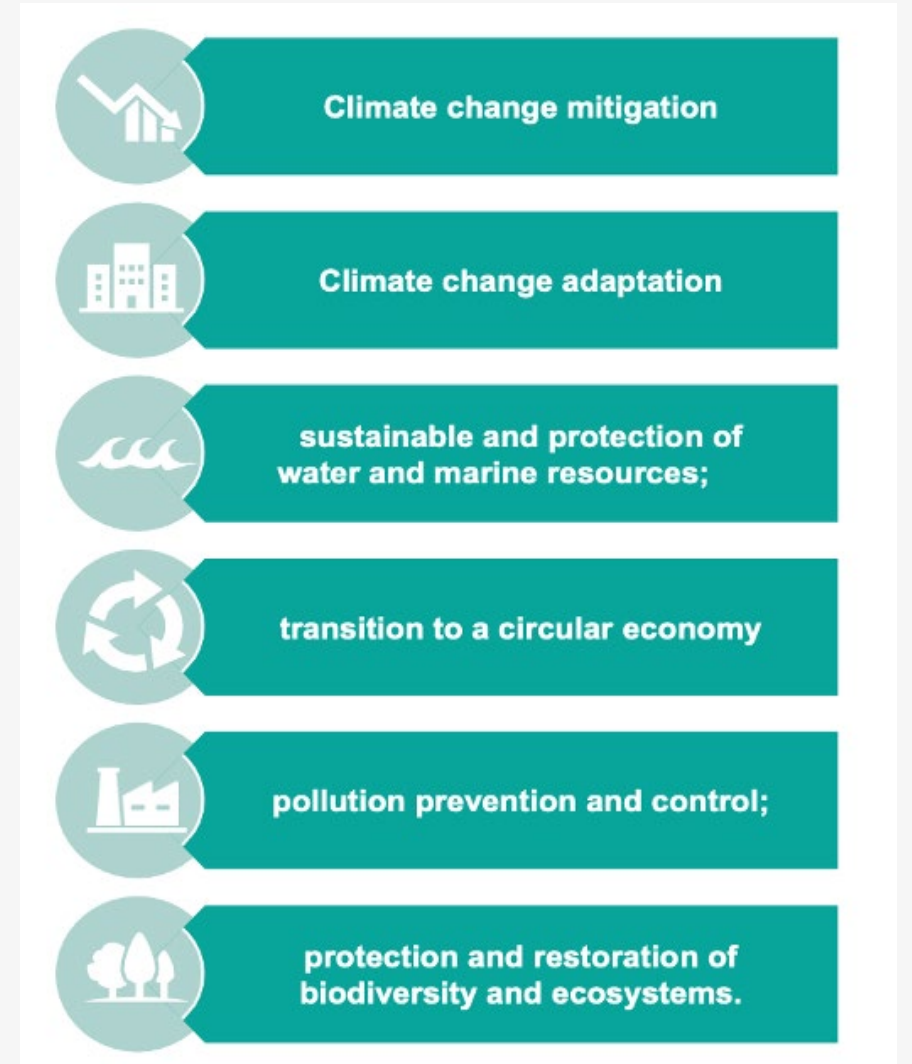 Climate change mitigation
Climate change adaptation
sustainable and protection of
water and marine resources;
transition to a circular economy
pollution prevention and control;
protection and restoration of
biodiversity and ecosystems.